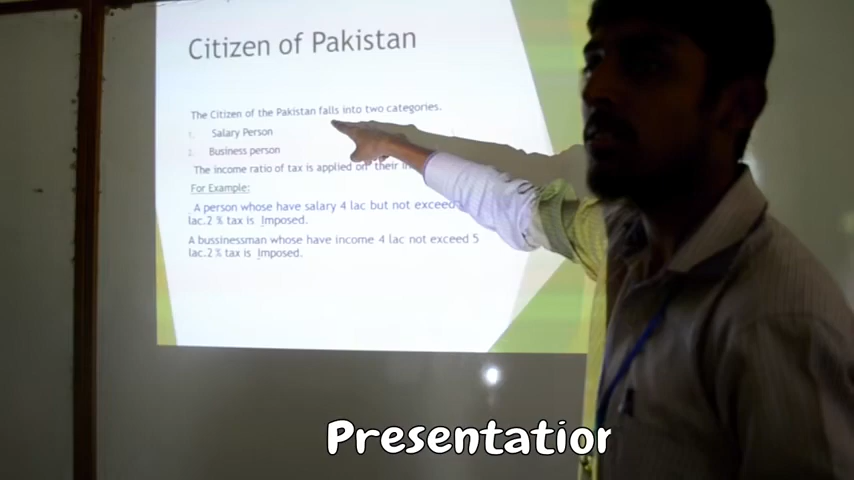 Citizen of Pakistan
The Citizen of the Pakistan falls into two categories.
1. Salary Person
2. Business person
The income ratio of tax is applied on their
For Example:
A person whose have salary 4 lac but not exceed
lac.2 % tax is Imposed.
A bussinessman whose have income 4 lac not exceed 5
lac.2 % tax is Imposed.
Presentation